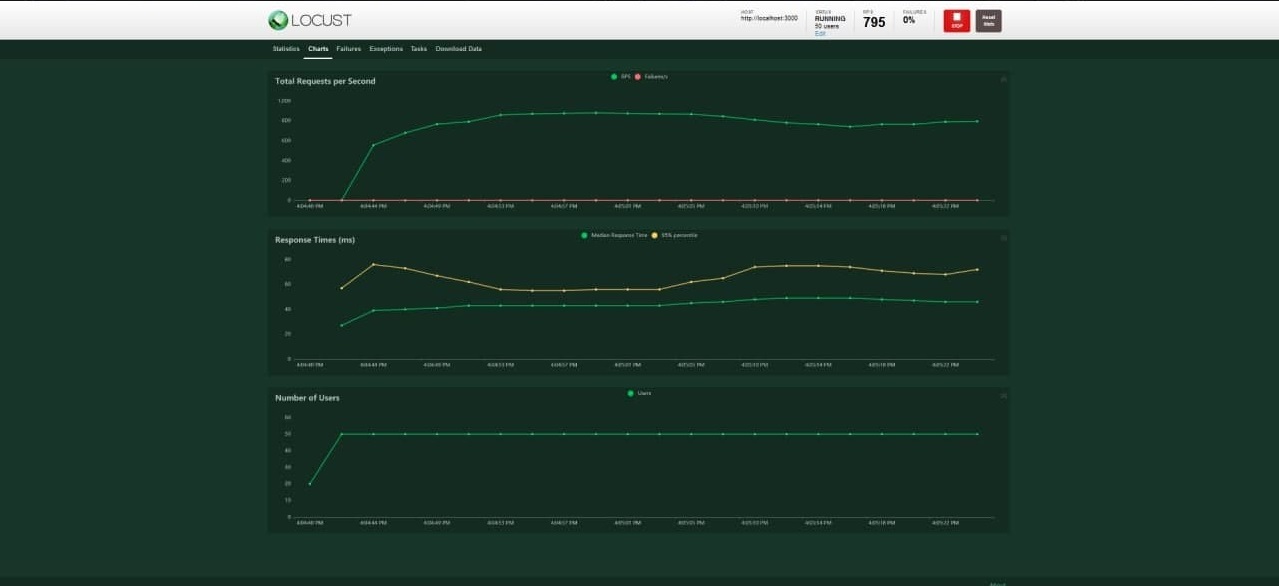 LOCUST
HOST
http://localhost:3000
STATUS
RUNNING
50 users
Edit
RPS
795
FAILURES
0%
STOP
Reset
Stats
Statistics Charts Failures Exceptions Tasks Download Data
Total Requests per Second
RPS Failures/s
1,000
800
600
400
200
0
4:04:40 PM 4:04:44 PM 4:04:49 PM 4:04:53 PM 4:04:57 PM 4:05:01 PM 4:05:05 PM 4:05:10 PM 4:05:14 PM 4:05:18 PM 4:05:22 PM
Response Times (ms)
Median Response Time 95% percentile
80
60
40
20
0
4:04:40 PM 4:04:44 PM 4:04:49 PM 4:04:53 PM 4:04:57 PM 4:05:01 PM 4:05:05 PM 4:05:10 PM 4:05:14 PM 4:05:18 PM 4:05:22 PM
Number of Users
Users
60
50
40
30
20
10
0
4:04:40 PM 4:04:44 PM 4:04:49 PM 4:04:53 PM 4:04:57 PM 4:05:01 PM 4:05:05 PM 4:05:10 PM 4:05:14 PM 4:05:18 PM 4:05:22 PM